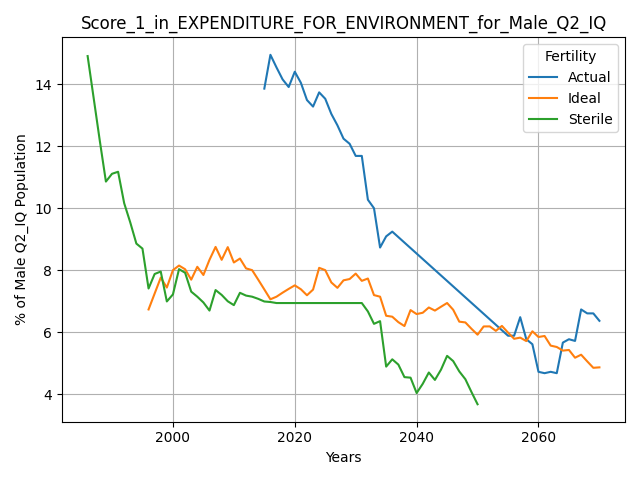 Score_1_in_EXPENDITURE_FOR_ENVIRONMENT_for_Male_Q2_IQ
Fertility
Actual
Ideal
Sterile
% of Male Q2_IQ Population
14
12
10
8
6
4
2000
2020
2040
2060
Years